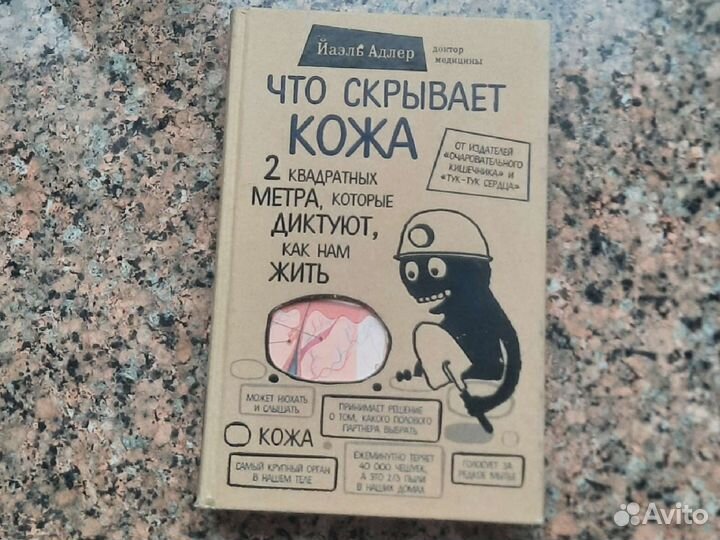 Йаэль Адлер
доктор
медицины
ЧТО СКРЫВАЕТ
КОЖА
2 КВАДРАТНЫХ
МЕТРА, КОТОРЫЕ
ДИКТУЮТ,
КАК НАМ
ЖИТЬ
ОТ ИЗДАТЕЛЕЙ
«ОЧАРОВАТЕЛЬНОГО
КИШЕЧНИКА» И
«ТУК-ТУК СЕРДЦА»
МОЖЕТ НЮХАТЬ
И СЛЫШАТЬ
ПРИНИМАЕТ РЕШЕНИЕ
О ТОМ, КАКОГО ПОЛОВОГО
ПАРТНЕРА ВЫБРАТЬ
КОЖА
САМЫЙ КРУПНЫЙ ОРГАН
В НАШЕМ ТЕЛЕ
ЕЖЕМИНУТНО ТЕРЯЕТ
40 000 ЧЕШУЕК,
А ЭТО 2/3 ПЫЛИ
В НАШИХ ДОМАХ
ГОЛОСУЕТ ЗА
РЕДКОЕ МЫТЬЕ
Avito